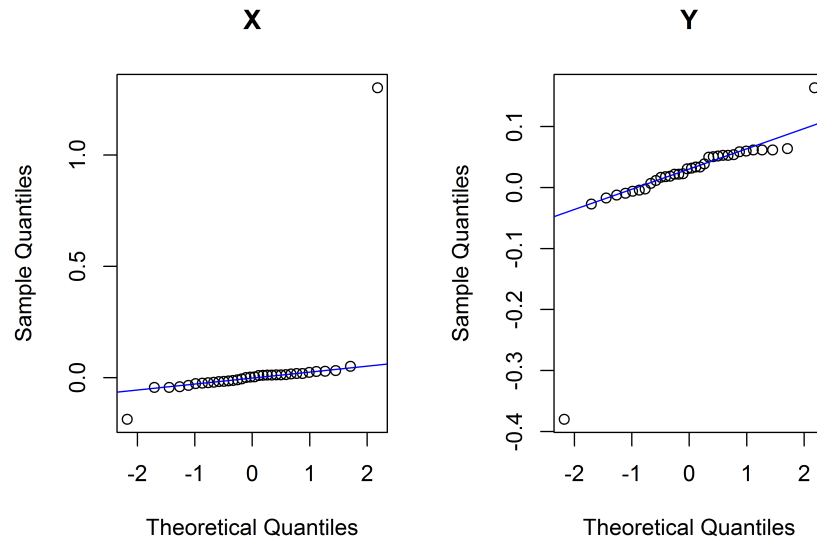 X
Sample Quantiles
1.0
0.5
0.0
-2 -1 0 1 2
Theoretical Quantiles
Y
Sample Quantiles
0.1
0.0
-0.1
-0.2
-0.3
-0.4
-2 -1 0 1 2
Theoretical Quantiles